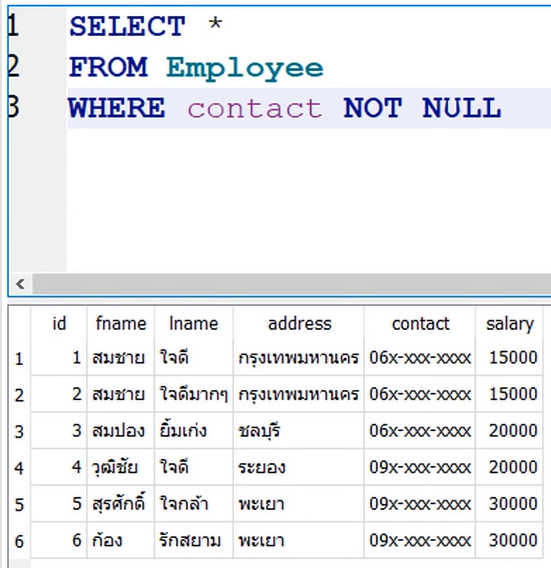 1 SELECT *
2 FROM Employee
3 WHERE contact NOT NULL
id fname lname address contact salary
1 1 สมชาย ใจดี กรุงเทพมหานคร 06x-xxx-xxxx 15000
2 2 สมชาย ใจดีมากๆ กรุงเทพมหานคร 06x-xxx-xxxx 15000
3 3 สมปอง ยิ้มเก่ง ชลบุรี 06x-xxx-xxxx 20000
4 4 วุฒิชัย ใจดี ระยอง 09x-xxx-xxxx 20000
5 5 สุรศักดิ์ ใจกล้า พะเยา 09x-xxx-xxxx 30000
6 6 ก้อง รักสยาม พะเยา 09x-xxx-xxxx 30000